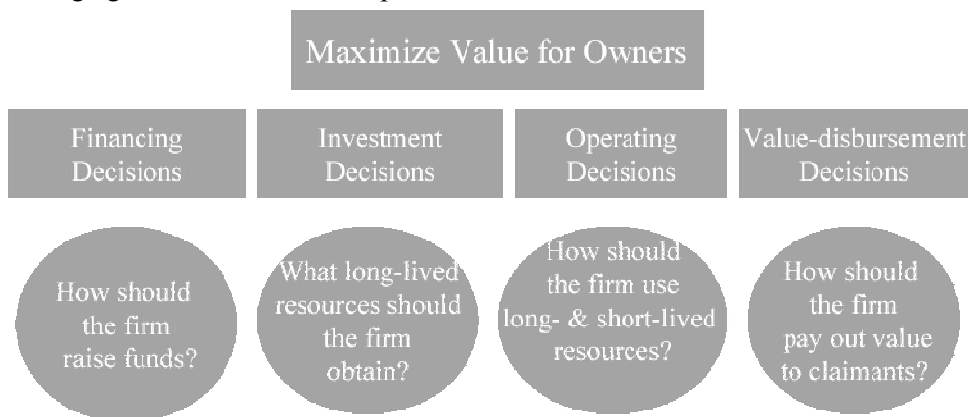 Maximize Value for Owners
Financing
Decisions
Investment
Decisions
Operating
Decisions
Value-disbursement
Decisions
How should
the firm
raise funds?
What long-lived
resources should
the firm
obtain?
How should
the firm use
long- & short-lived
resources?
How should
the firm
pay out value
to claimants?